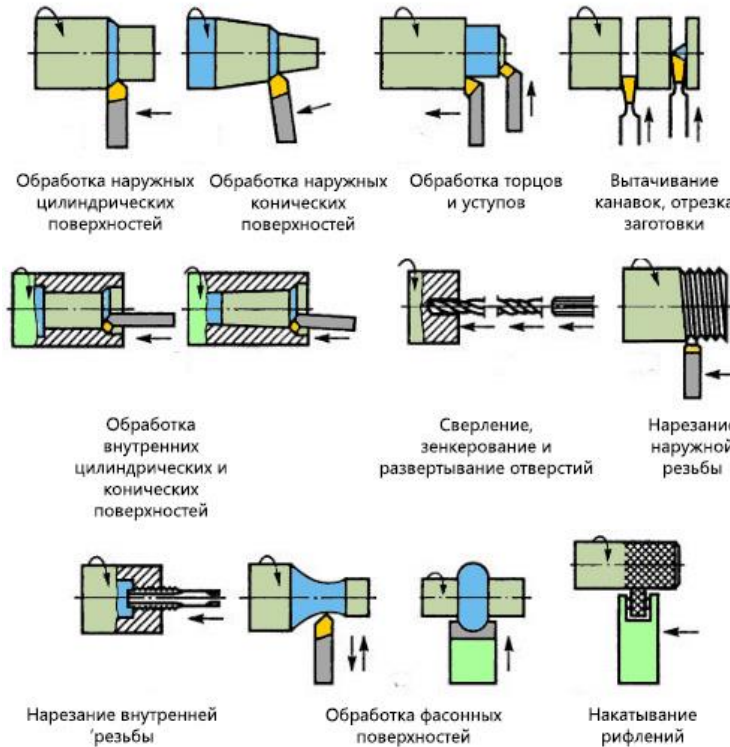 Обработка наружных
цилиндрических
поверхностей
Обработка наружных
конических
поверхностей
Обработка торцов
и уступов
Вытачивание
канавок, отрезка
заготовки
Обработка
внутренних
цилиндрических и
конических
поверхностей
Сверление,
зенкерование и
развертывание отверстий
Нарезание
наружной
резьбы
Нарезание внутренней
'резьбы
Обработка фасонных
поверхностей
Накатывание
рифлений